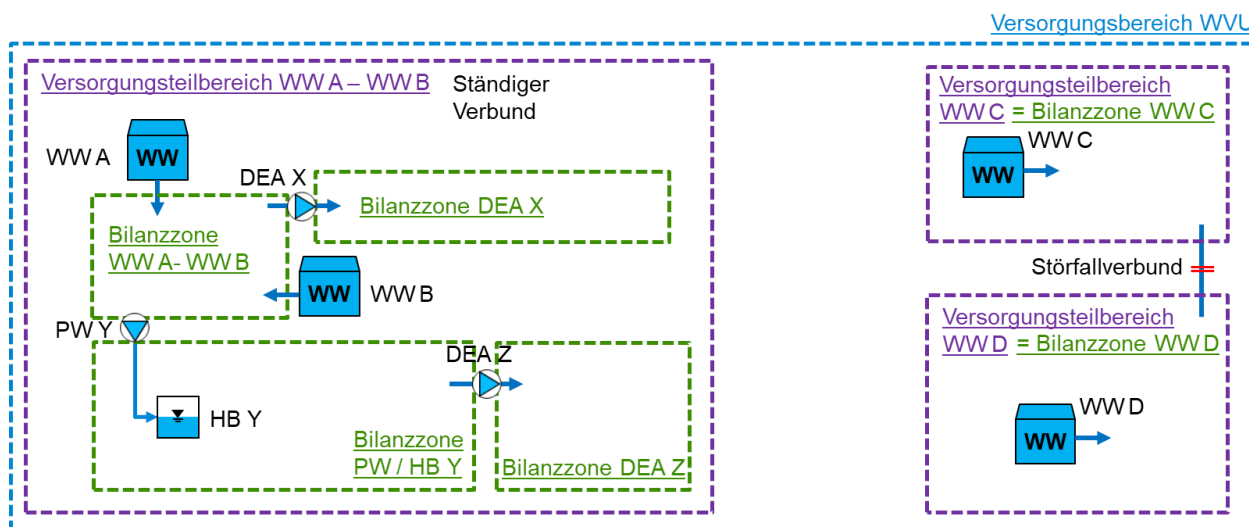 Versorgungsbereich WVU
Versorgungsteilbereich WW A – WW B
Ständiger
Verbund
WW A
WW
DEA X
Bilanzzone DEA X
Bilanzzone
WW A- WW B
WW
WW B
PW Y
DEA Z
HB Y
Bilanzzone
PW / HB Y
Bilanzzone DEA Z
Versorgungsteilbereich
WW C = Bilanzzone WW C
WW C
WW
Störfallverbund
Versorgungsteilbereich
WW D = Bilanzzone WW D
WW D
WW